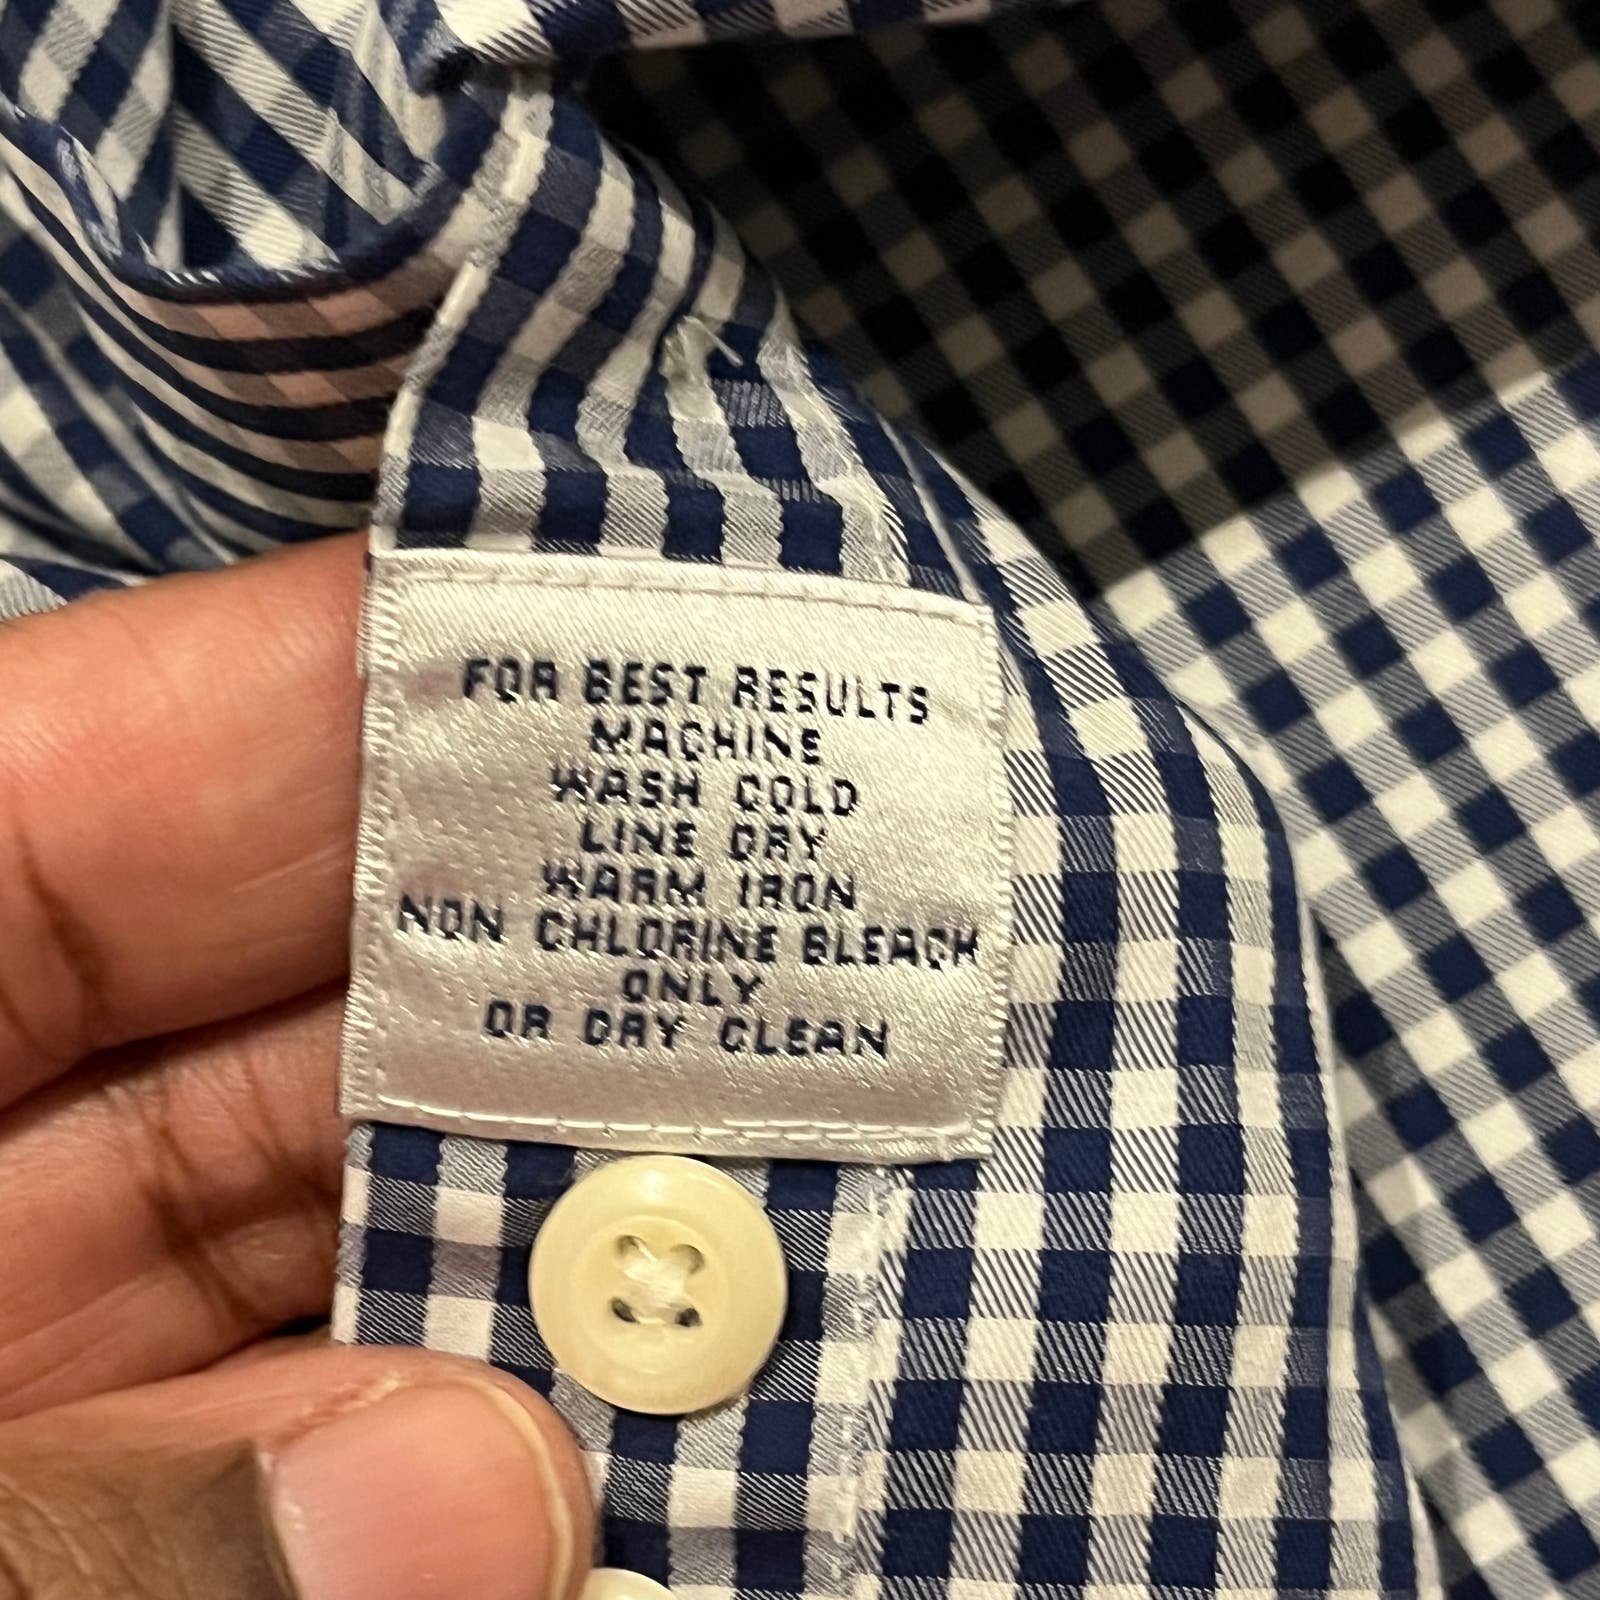 FOR BEST RESULTS
MACHINE
WASH COLD
LINE DRY
WARM IRON
NON CHLORINE BLEACH
ONLY
OR DRY CLEAN